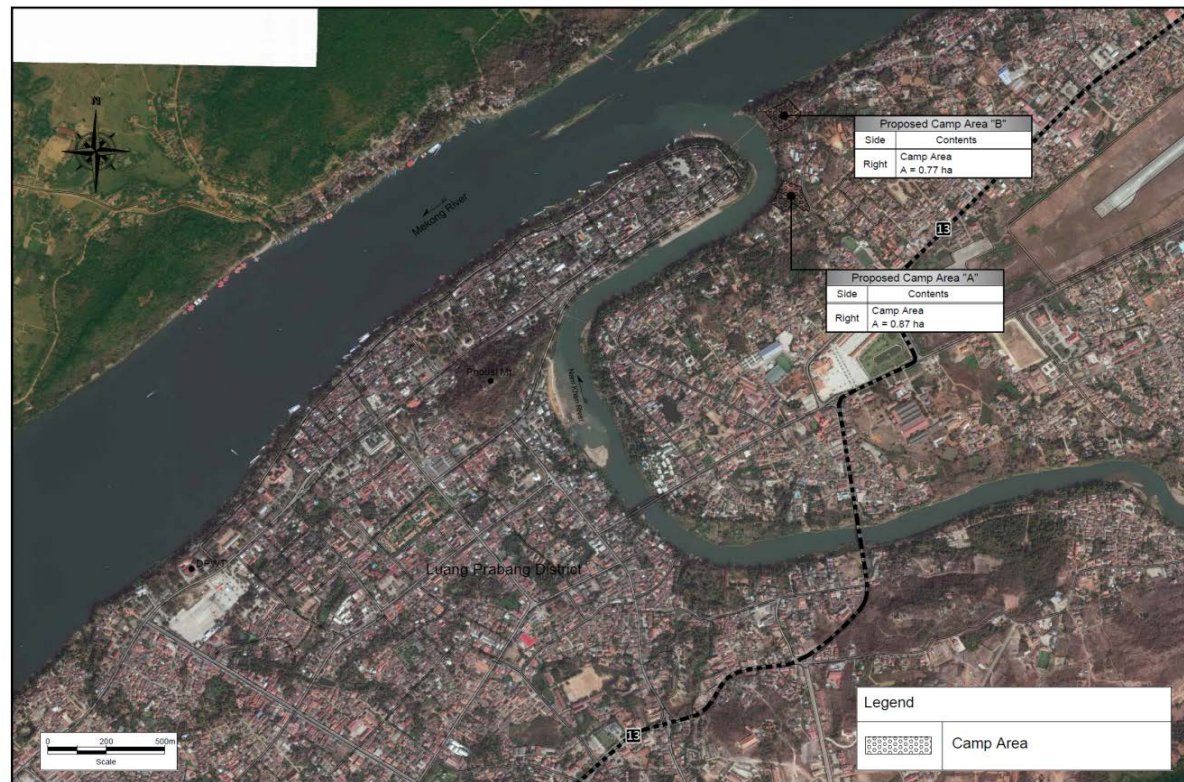 N
Mekong River
Proposed Camp Area "B"
Side Contents
Right Camp Area
A = 0.77 ha
13
Proposed Camp Area "A"
Side Contents
Right Camp Area
A = 0.87 ha
Phousi Mt.
Nam Khan River
DPWT
Luang Prabang District
13
0 200 500m
Scale
Legend
Camp Area